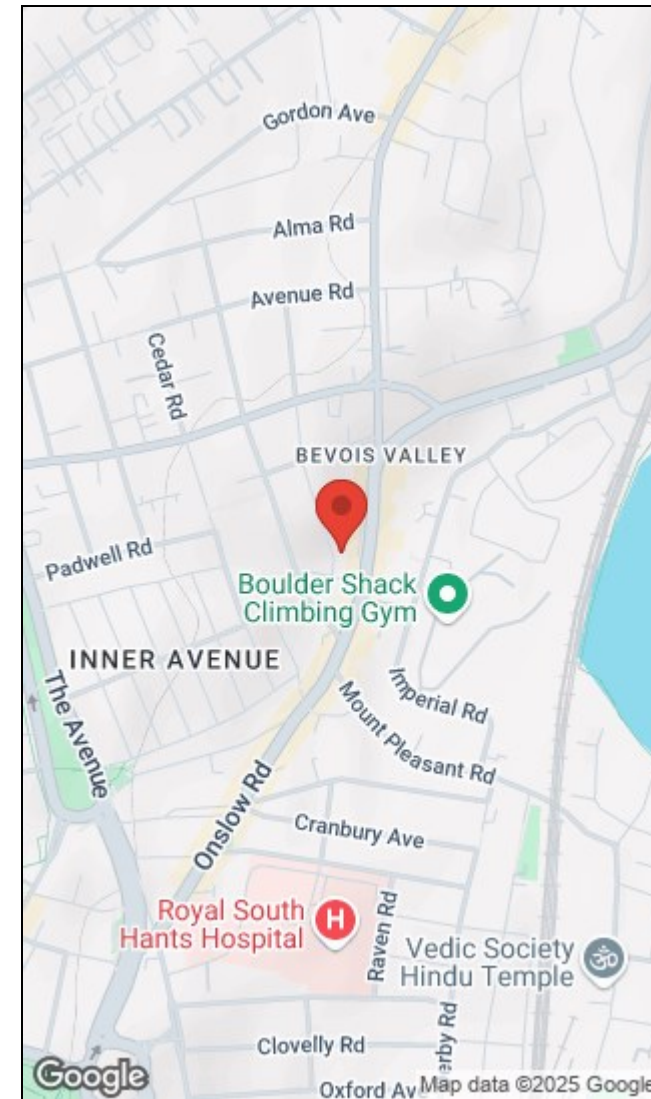 Gordon Ave
Alma Rd
Avenue Rd
Cedar Rd
BEVOIS VALLEY
Padwell Rd
Boulder Shack
Climbing Gym
INNER AVENUE
The Avenue
Imperial Rd
Mount Pleasant Rd
Onslow Rd
Cranbury Ave
Royal South
Hants Hospital
H
Raven Rd
Vedic Society
Hindu Temple
ॐ
erby Rd
Clovelly Rd
Google
Oxford Av
Map data ©2025 Google